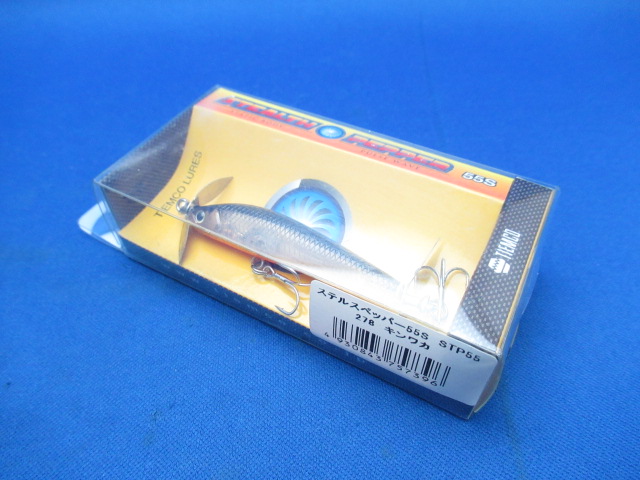 STEALTH PEPPER
55S
TIEMCO LURES
TIEMCO
ステルスペッパー55S STP55
278 キンワカ
4930843737396